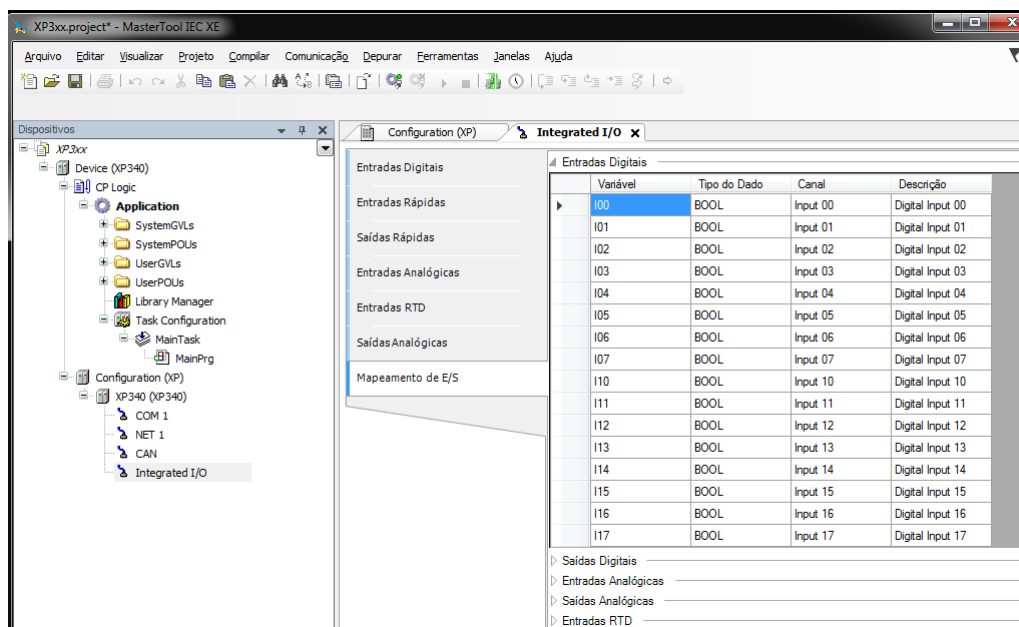 XP3xx.project* - MasterTool IEC XE
Arquivo Editar Visualizar Projeto Compilar Comunicação Depurar Ferramentas Janelas Ajuda
Dispositivos
XP3xx
Device (XP340)
CP Logic
Application
SystemGVLs
SystemPOUs
UserGVLs
UserPOUs
Library Manager
Task Configuration
MainTask
MainPrg
Configuration (XP)
XP340 (XP340)
COM 1
NET 1
CAN
Integrated I/O
Configuration (XP) Integrated I/O
Entradas Digitais
Entradas Rápidas
Saídas Rápidas
Entradas Analógicas
Entradas RTD
Saídas Analógicas
Mapeamento de E/S
Entradas Digitais
Variável Tipo do Dado Canal Descrição
I00 BOOL Input 00 Digital Input 00
I01 BOOL Input 01 Digital Input 01
I02 BOOL Input 02 Digital Input 02
I03 BOOL Input 03 Digital Input 03
I04 BOOL Input 04 Digital Input 04
I05 BOOL Input 05 Digital Input 05
I06 BOOL Input 06 Digital Input 06
I07 BOOL Input 07 Digital Input 07
I10 BOOL Input 10 Digital Input 10
I11 BOOL Input 11 Digital Input 11
I12 BOOL Input 12 Digital Input 12
I13 BOOL Input 13 Digital Input 13
I14 BOOL Input 14 Digital Input 14
I15 BOOL Input 15 Digital Input 15
I16 BOOL Input 16 Digital Input 16
I17 BOOL Input 17 Digital Input 17
Saídas Digitais
Entradas Analógicas
Saídas Analógicas
Entradas RTD